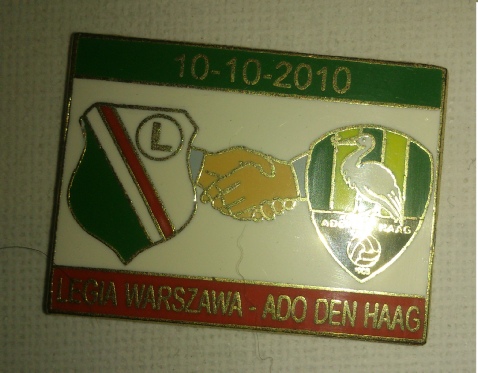 10-10-2010
L
ADO DEN HAAG
LEGIA WARSZAWA - ADO DEN HAAG